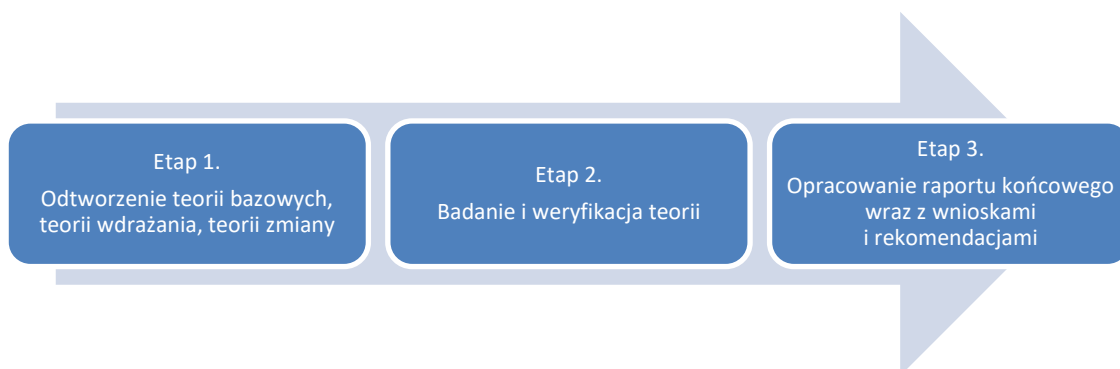 Etap 1.
Odtworzenie teorii bazowych,
teorii wdrażania, teorii zmiany
Etap 2.
Badanie i weryfikacja teorii
Etap 3.
Opracowanie raportu końcowego
wraz z wnioskami
i rekomendacjami